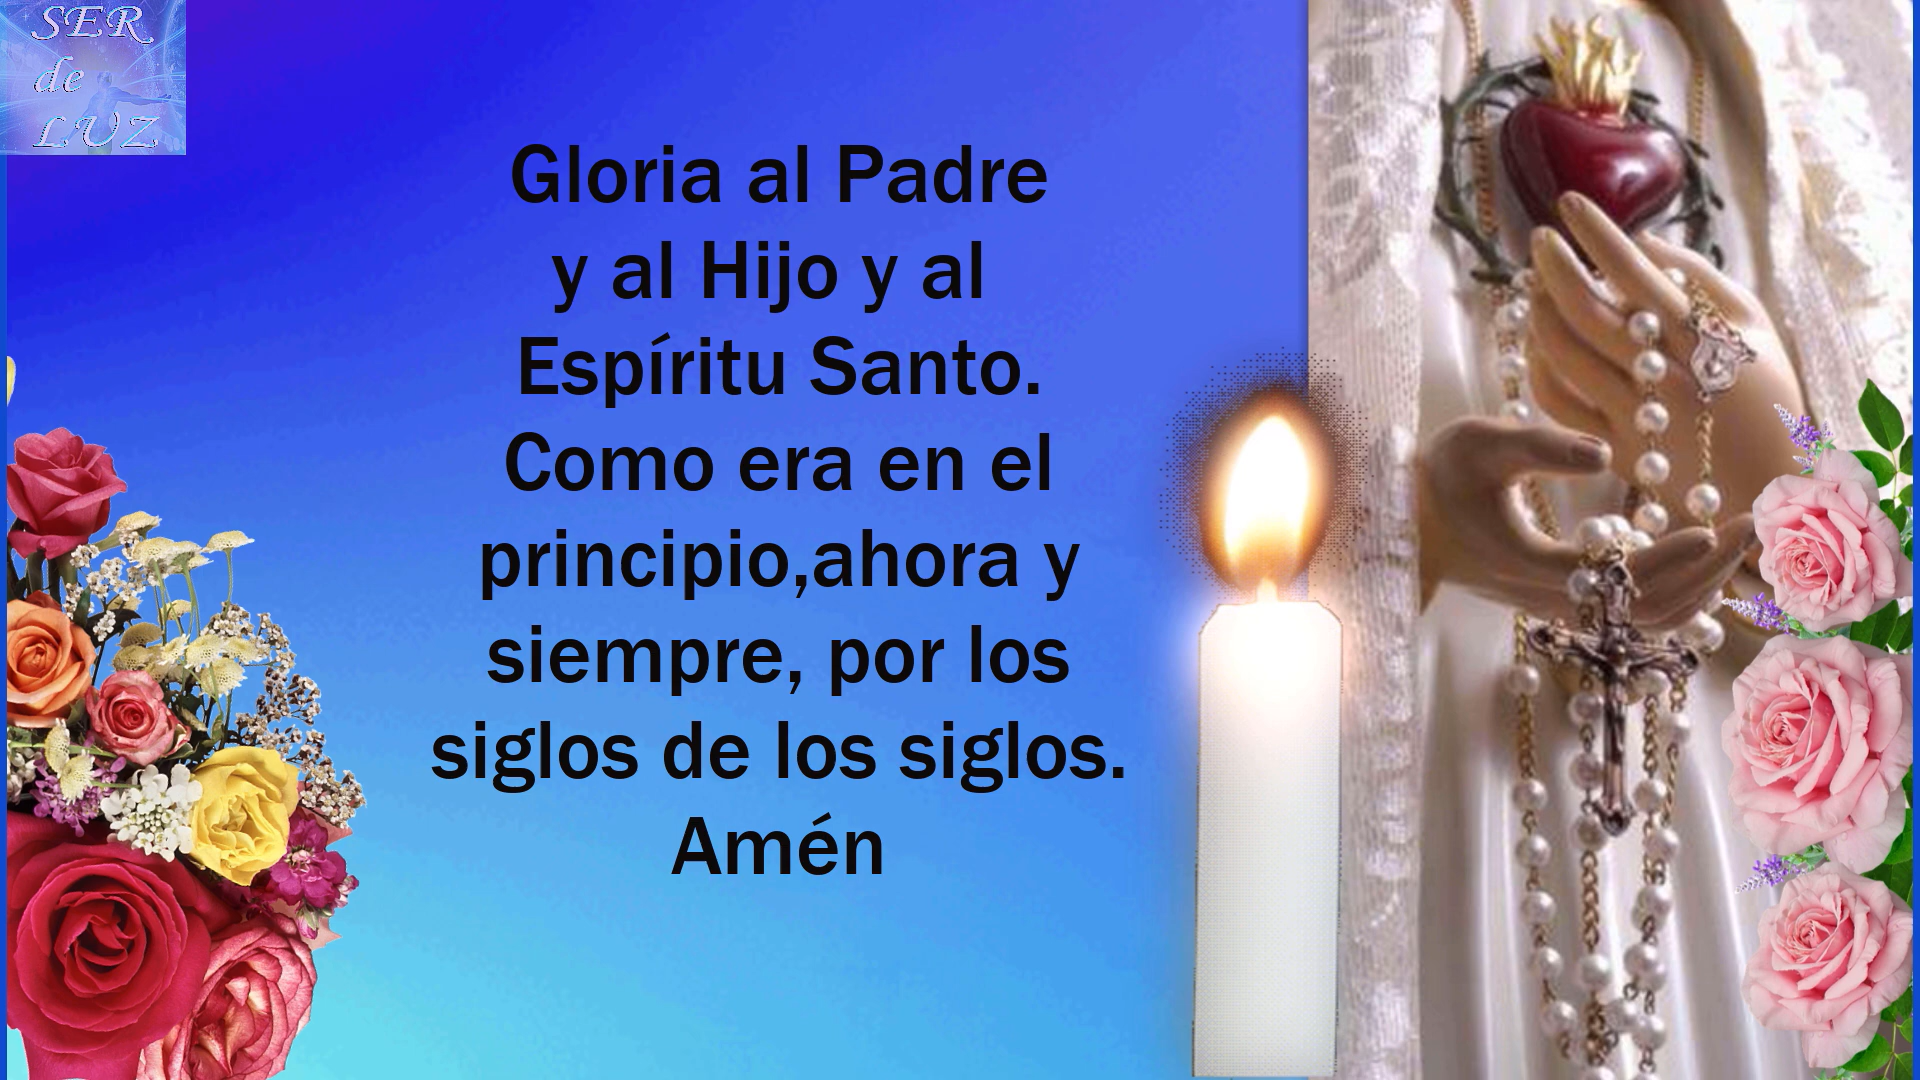 SER
de
LUZ
Gloria al Padre
y al Hijo y al
Espíritu Santo.
Como era en el
principio,ahora y
siempre, por los
siglos de los siglos.
Amén